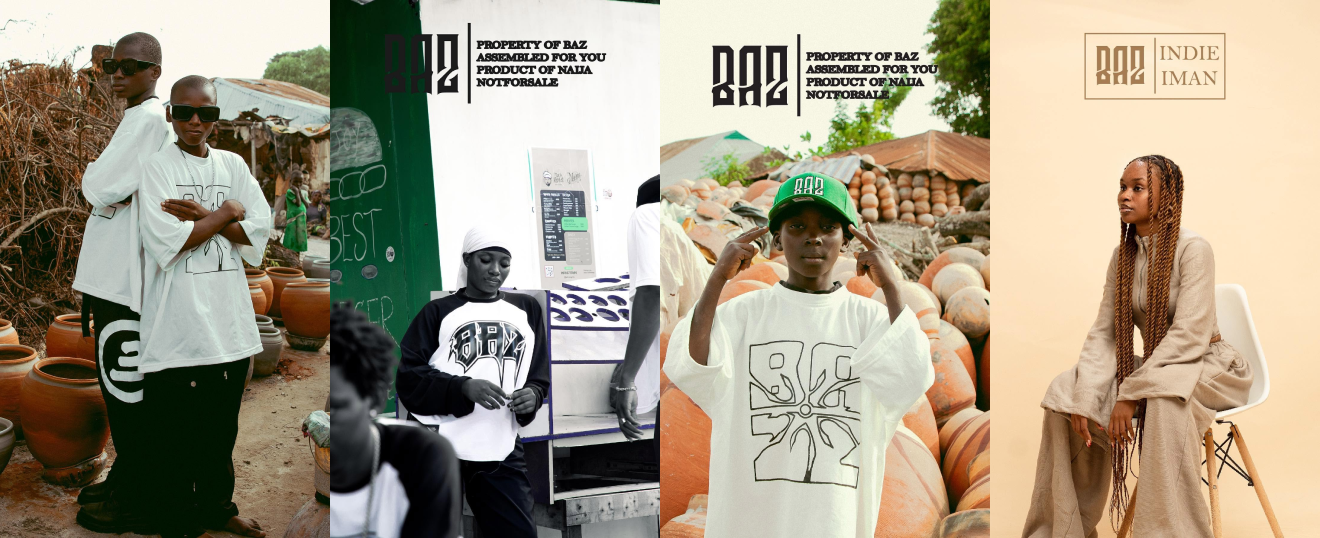 BAZ
PROPERTY OF BAZ
ASSEMBLED FOR YOU
PRODUCT OF NAIJA
NOTFORSALE
BEST
BAZ
BAZ
PROPERTY OF BAZ
ASSEMBLED FOR YOU
PRODUCT OF NAIJA
NOTFORSALE
BAZ
BAZ
BAZ
INDIE
IMAN